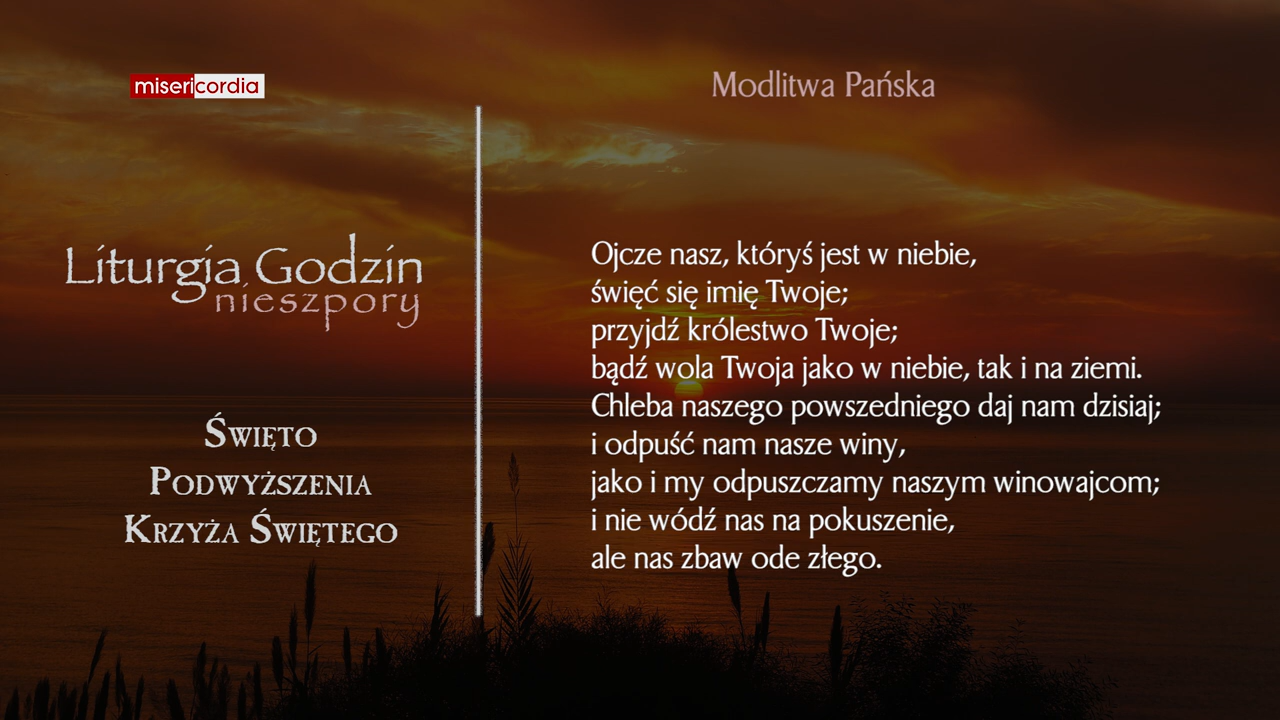 misericordia
Liturgia Godzin
nieszpory
Święto
Podwyższenia
Krzyża Świętego
Modlitwa Pańska
Ojcze nasz, któryś jest w niebie,
święć się imię Twoje;
przyjdź królestwo Twoje;
bądź wola Twoja jako w niebie, tak i na ziemi.
Chleba naszego powszedniego daj nam dzisiaj;
i odpuść nam nasze winy,
jako i my odpuszczamy naszym winowajcom;
i nie wódź nas na pokuszenie,
ale nas zbaw ode złego.